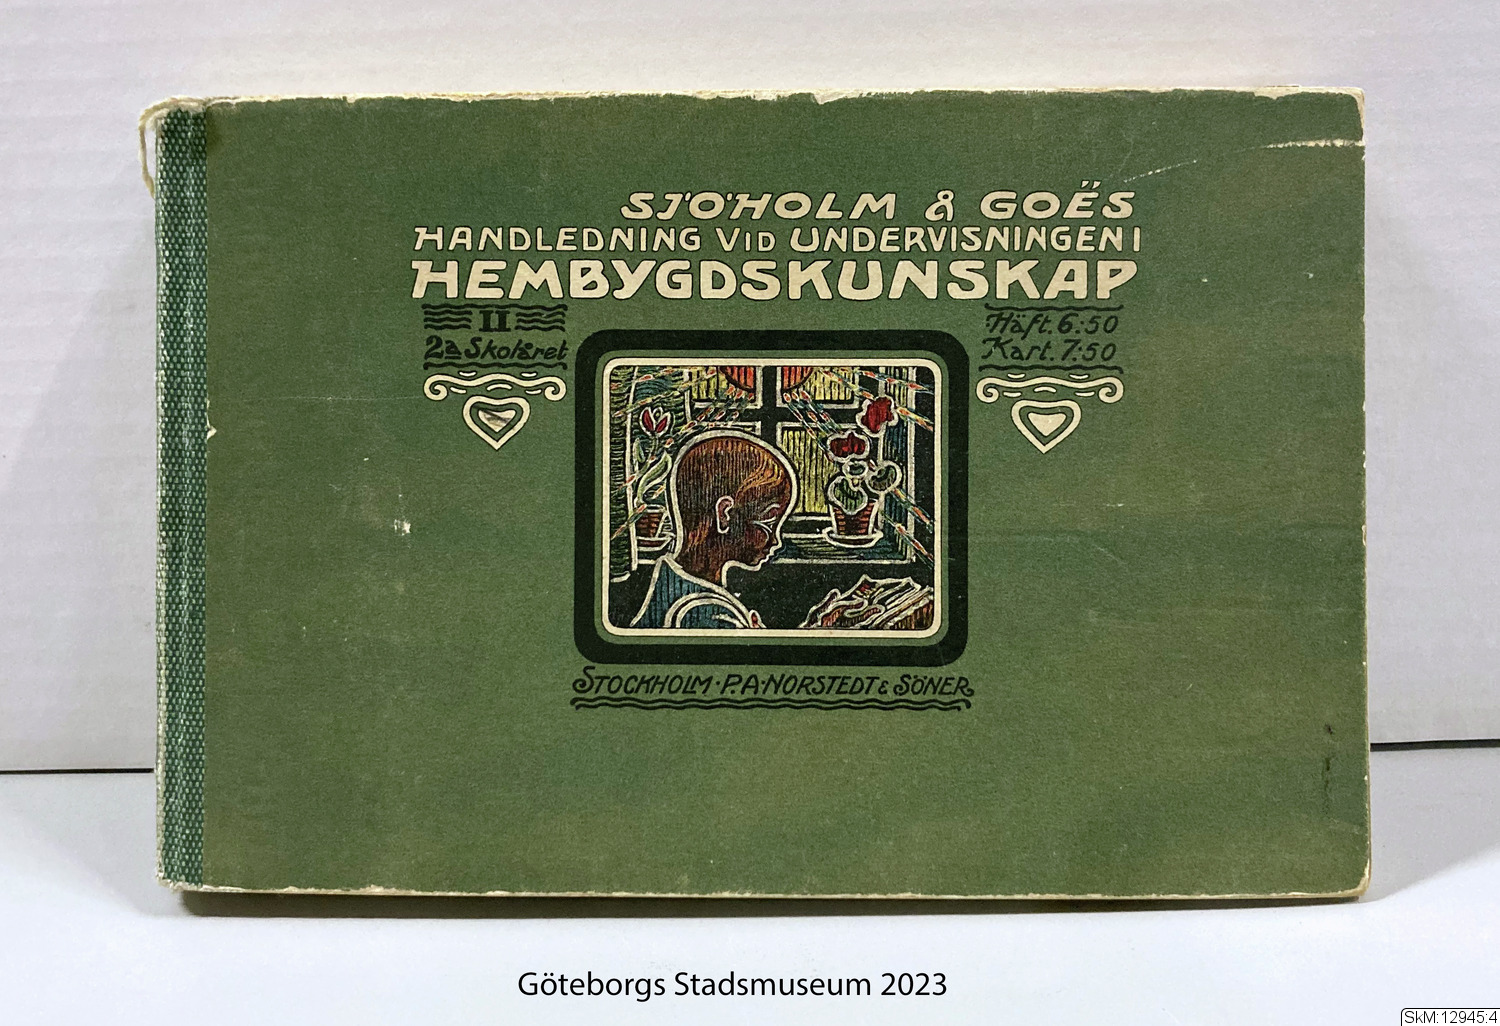 SJÖHOLM & GOËS
HANDLEDNING VID UNDERVISNINGEN I
HEMBYGDSKUNSKAP
II
2a Skolåret
Häft. 6:50
Kart. 7:50
STOCKHOLM · P. A. NORSTEDT & SÖNER
Göteborgs Stadsmuseum 2023
SkM:12945:4